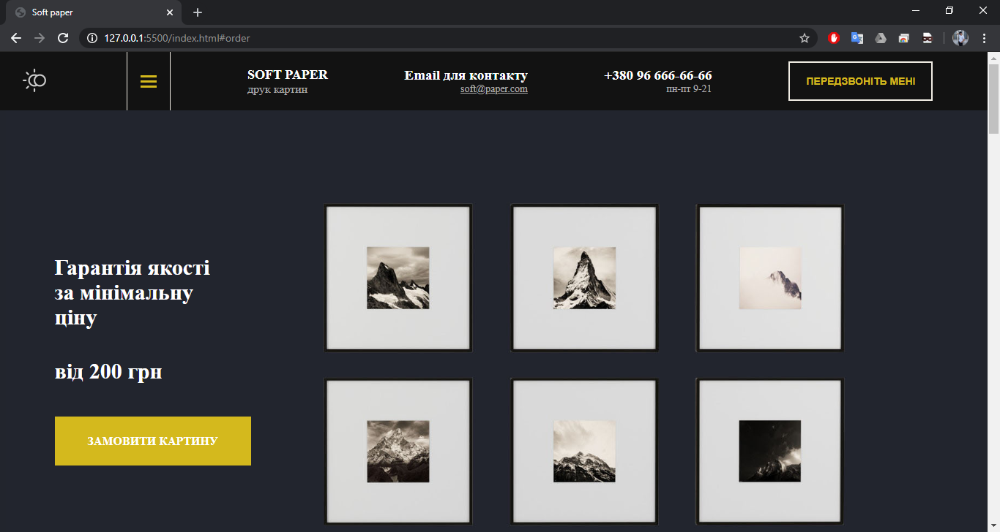 Soft paper
127.0.0.1:5500/index.html#order
SOFT PAPER
друк картин
Email для контакту
soft@paper.com
+380 96 666-66-66
пн-пт 9-21
ПЕРЕДЗВОНІТЬ МЕНІ
Гарантія якості
за мінімальну
ціну
від 200 грн
ЗАМОВИТИ КАРТИНУ